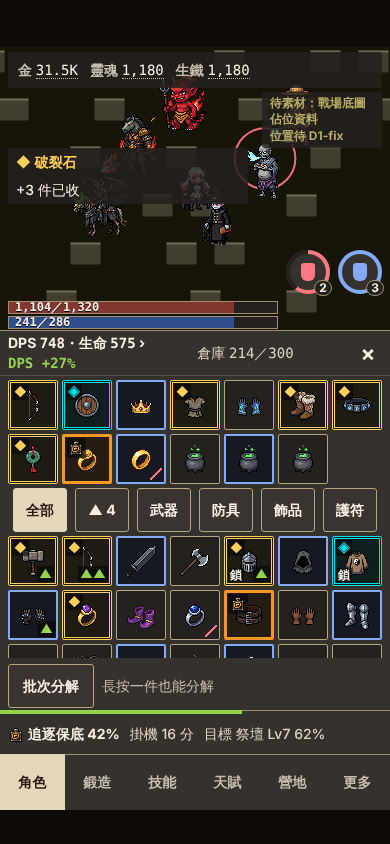 金 31.5K 靈魂 1,180 生鐵 1,180
待素材：戰場底圖
佔位資料
位置待 D1-fix
破裂石
+3 件已收
2
3
1,104／1,320
241／286
DPS 748・生命 575 ›
DPS +27%
倉庫 214／300
×
全部
▲ 4
武器
防具
飾品
護符
鎖
鎖
批次分解
長按一件也能分解
追逐保底 42% 掛機 16 分 目標 祭壇 Lv7 62%
角色
鍛造
技能
天賦
營地
更多